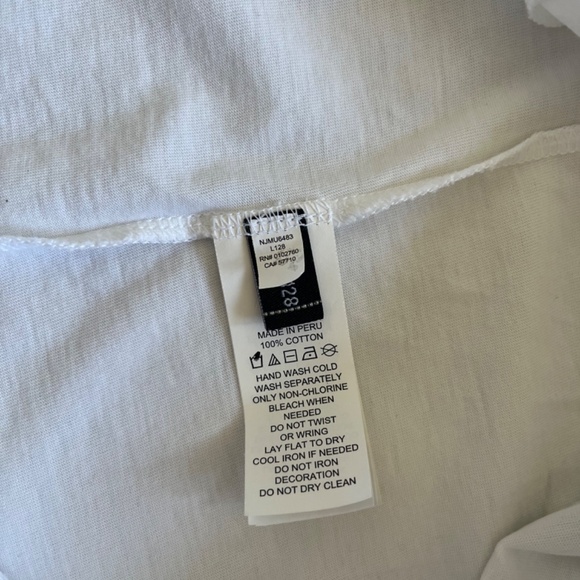 NJMU6483
L128
RN# 0102760
CA# 57710
28
MADE IN PERU
100% COTTON
HAND WASH COLD
WASH SEPARATELY
ONLY NON-CHLORINE
BLEACH WHEN
NEEDED
DO NOT TWIST
OR WRING
LAY FLAT TO DRY
COOL IRON IF NEEDED
DO NOT IRON
DECORATION
DO NOT DRY CLEAN